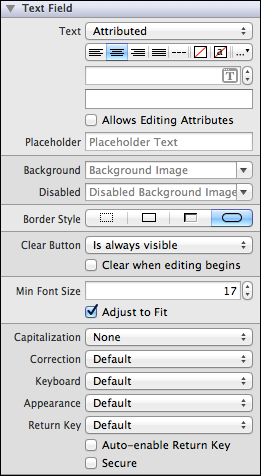 Text Field
Text Attributed
a ...
T
Allows Editing Attributes
Placeholder Placeholder Text
Background Background Image
Disabled Disabled Background Image
Border Style
Clear Button Is always visible
Clear when editing begins
Min Font Size 17
Adjust to Fit
Capitalization None
Correction Default
Keyboard Default
Appearance Default
Return Key Default
Auto-enable Return Key
Secure